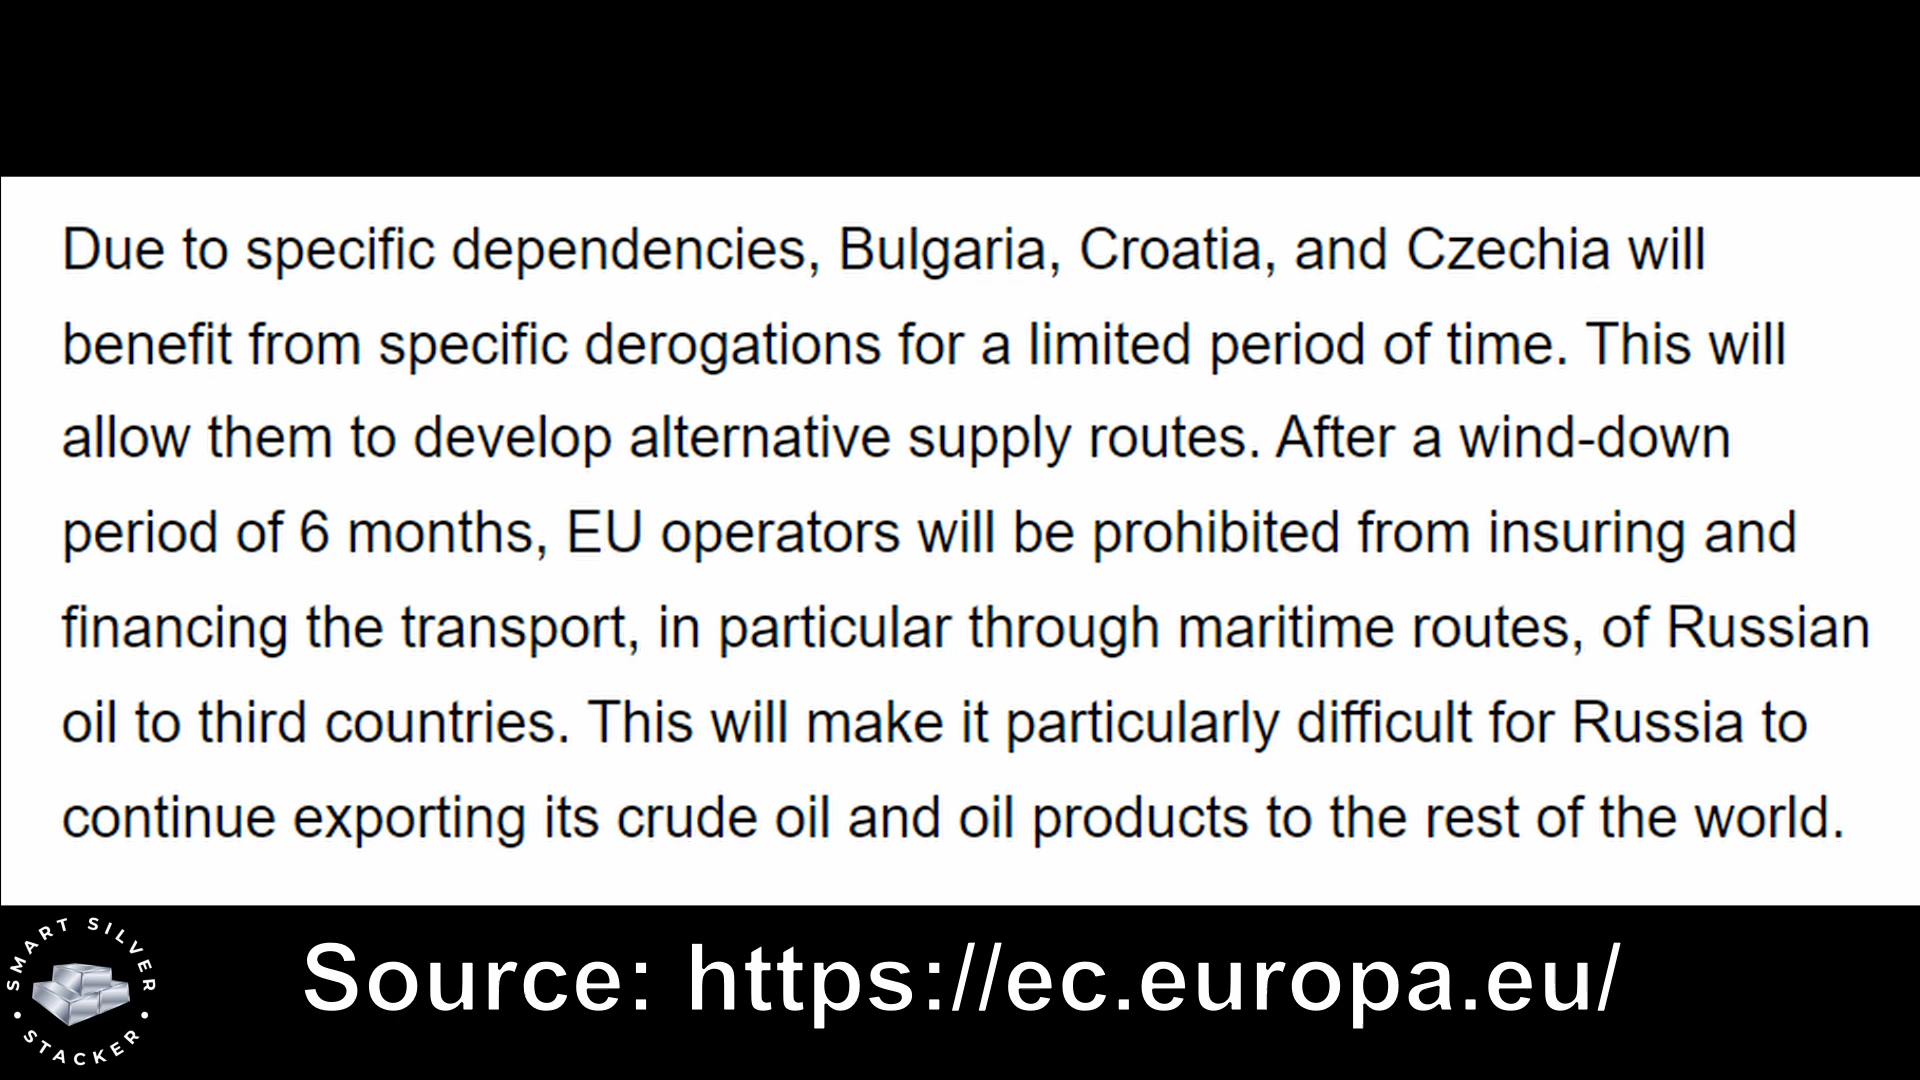 Due to specific dependencies, Bulgaria, Croatia, and Czechia will
benefit from specific derogations for a limited period of time. This will
allow them to develop alternative supply routes. After a wind-down
period of 6 months, EU operators will be prohibited from insuring and
financing the transport, in particular through maritime routes, of Russian
oil to third countries. This will make it particularly difficult for Russia to
continue exporting its crude oil and oil products to the rest of the world.
SMART SILVER
STACKER
Source: https://ec.europa.eu/